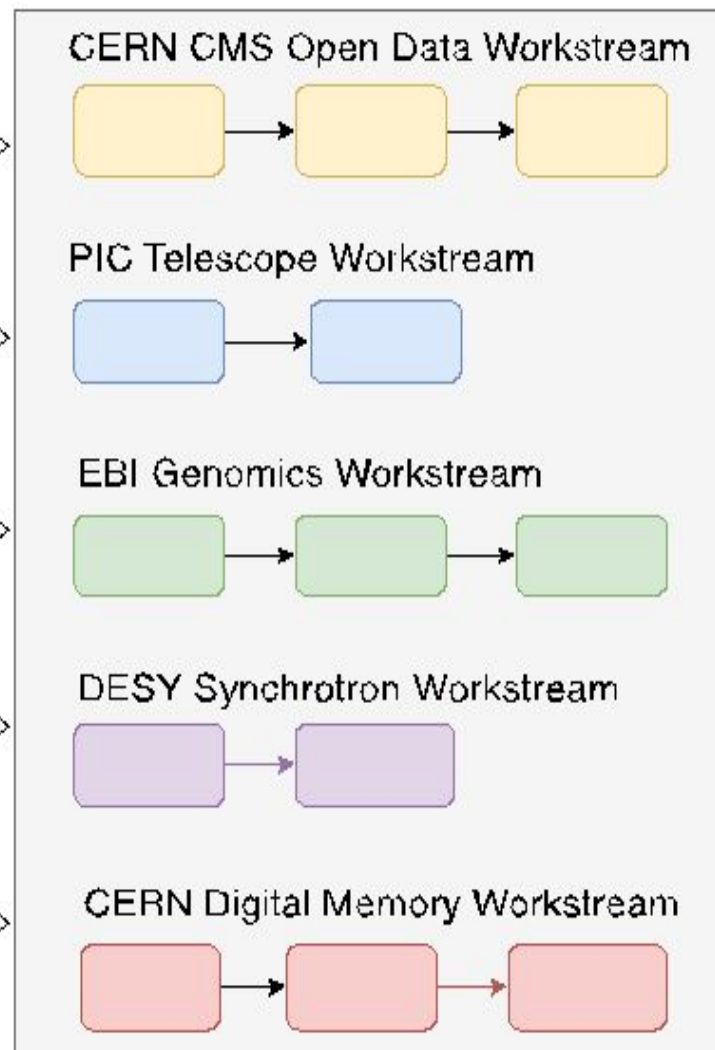 CERN CMS Open Data Workstream
PIC Telescope Workstream
EBI Genomics Workstream
DESY Synchrotron Workstream
CERN Digital Memory Workstream